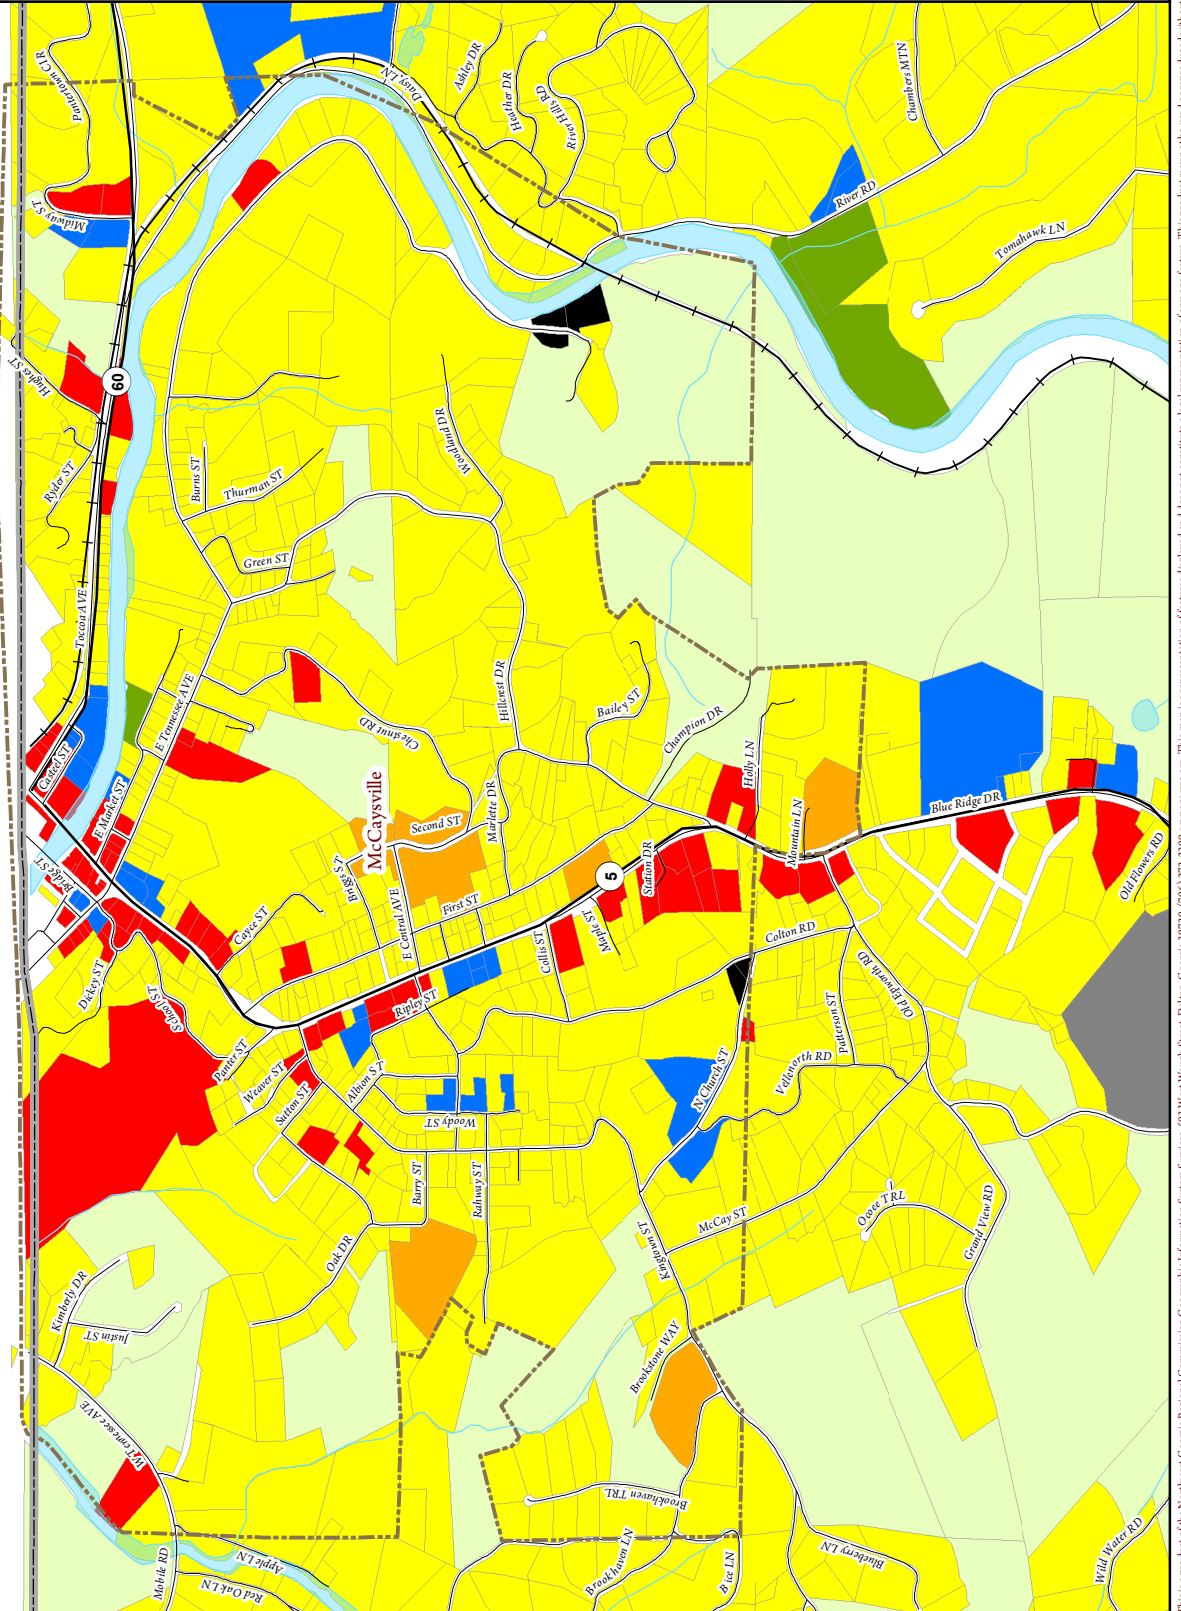 Pantertown CIR
Midway ST
Hughes ST
60
Ryder ST
Toccoa AVE
Daisy LN
Ashley DR
Heather DR
River Hills RD
Chambers MTN
River RD
Tomahawk LN
Burns ST
Thurman ST
Green ST
Woodland DR
Hillcrest DR
E Tennessee AVE
Chestnut RD
Bailey ST
Champion DR
Holly LN
Casteel ST
E Market ST
Bridge ST
McCaysville
Second ST
Marlette DR
Briggs ST
E Central AVE
First ST
5
Station DR
Mountain LN
Blue Ridge DR
Old Flowers RD
Maple ST
Collis ST
Cayce ST
Dickey ST
School ST
Panter ST
Ripley ST
Colton RD
Old Epworth RD
Patterson ST
Vellenorth RD
N Church ST
Weaver ST
Sutton ST
Albion ST
Woody ST
Barry ST
Rahway ST
Oak DR
Kingtown ST
McCay ST
Ocoee TRL
Grand View RD
Kimberly DR
Justin ST
W Tennessee AVE
Brookstone WAY
Brookhaven TRL
Brookhaven LN
Bice LN
Blueberry LN
Wild Water RD
Mobile RD
Apple LN
Red Oak LN